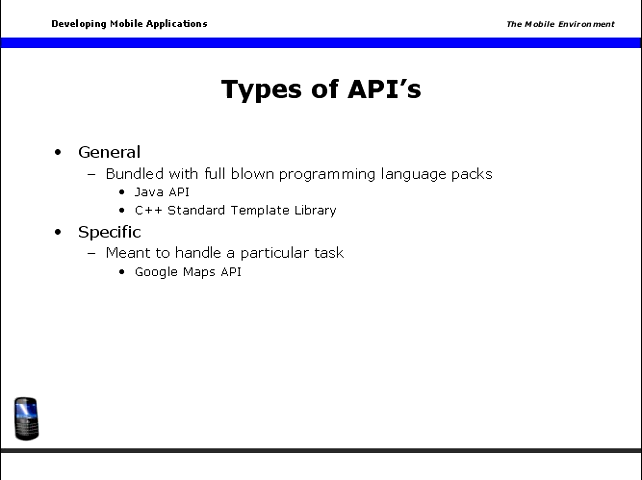 Developing Mobile Applications
The Mobile Environment
Types of API's
• General
– Bundled with full blown programming language packs
• Java API
• C++ Standard Template Library
• Specific
– Meant to handle a particular task
• Google Maps API